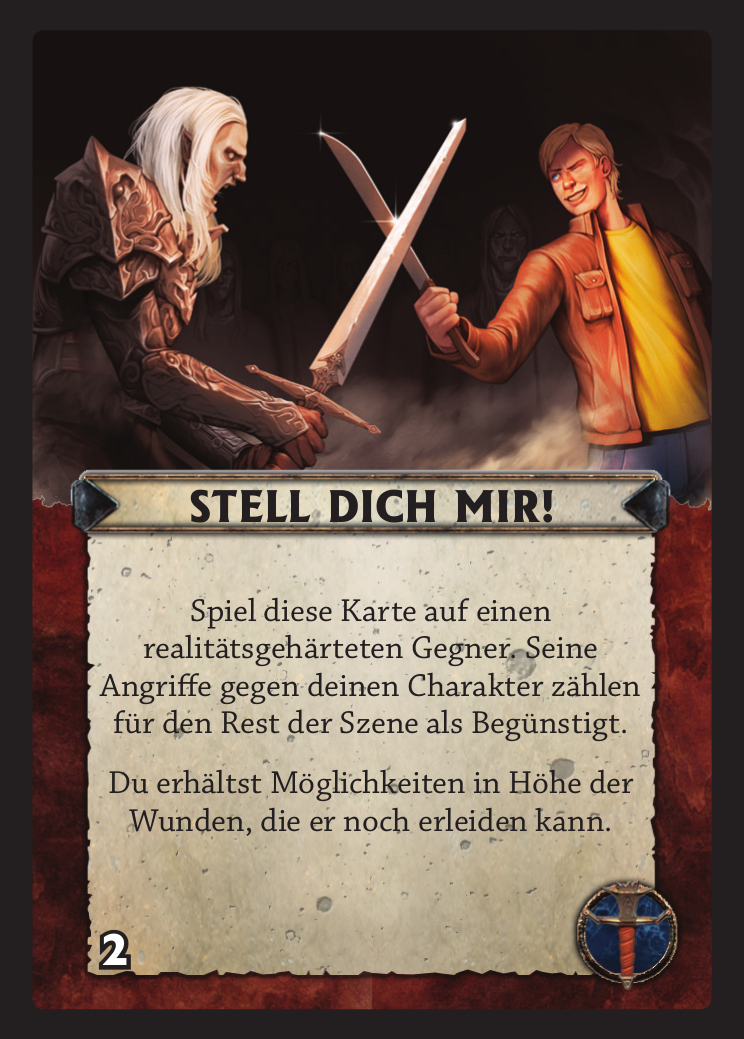 STELL DICH MIR!
Spiel diese Karte auf einen
realitätsgehärteten Gegner. Seine
Angriffe gegen deinen Charakter zählen
für den Rest der Szene als Begünstigt.
Du erhältst Möglichkeiten in Höhe der
Wunden, die er noch erleiden kann.
2